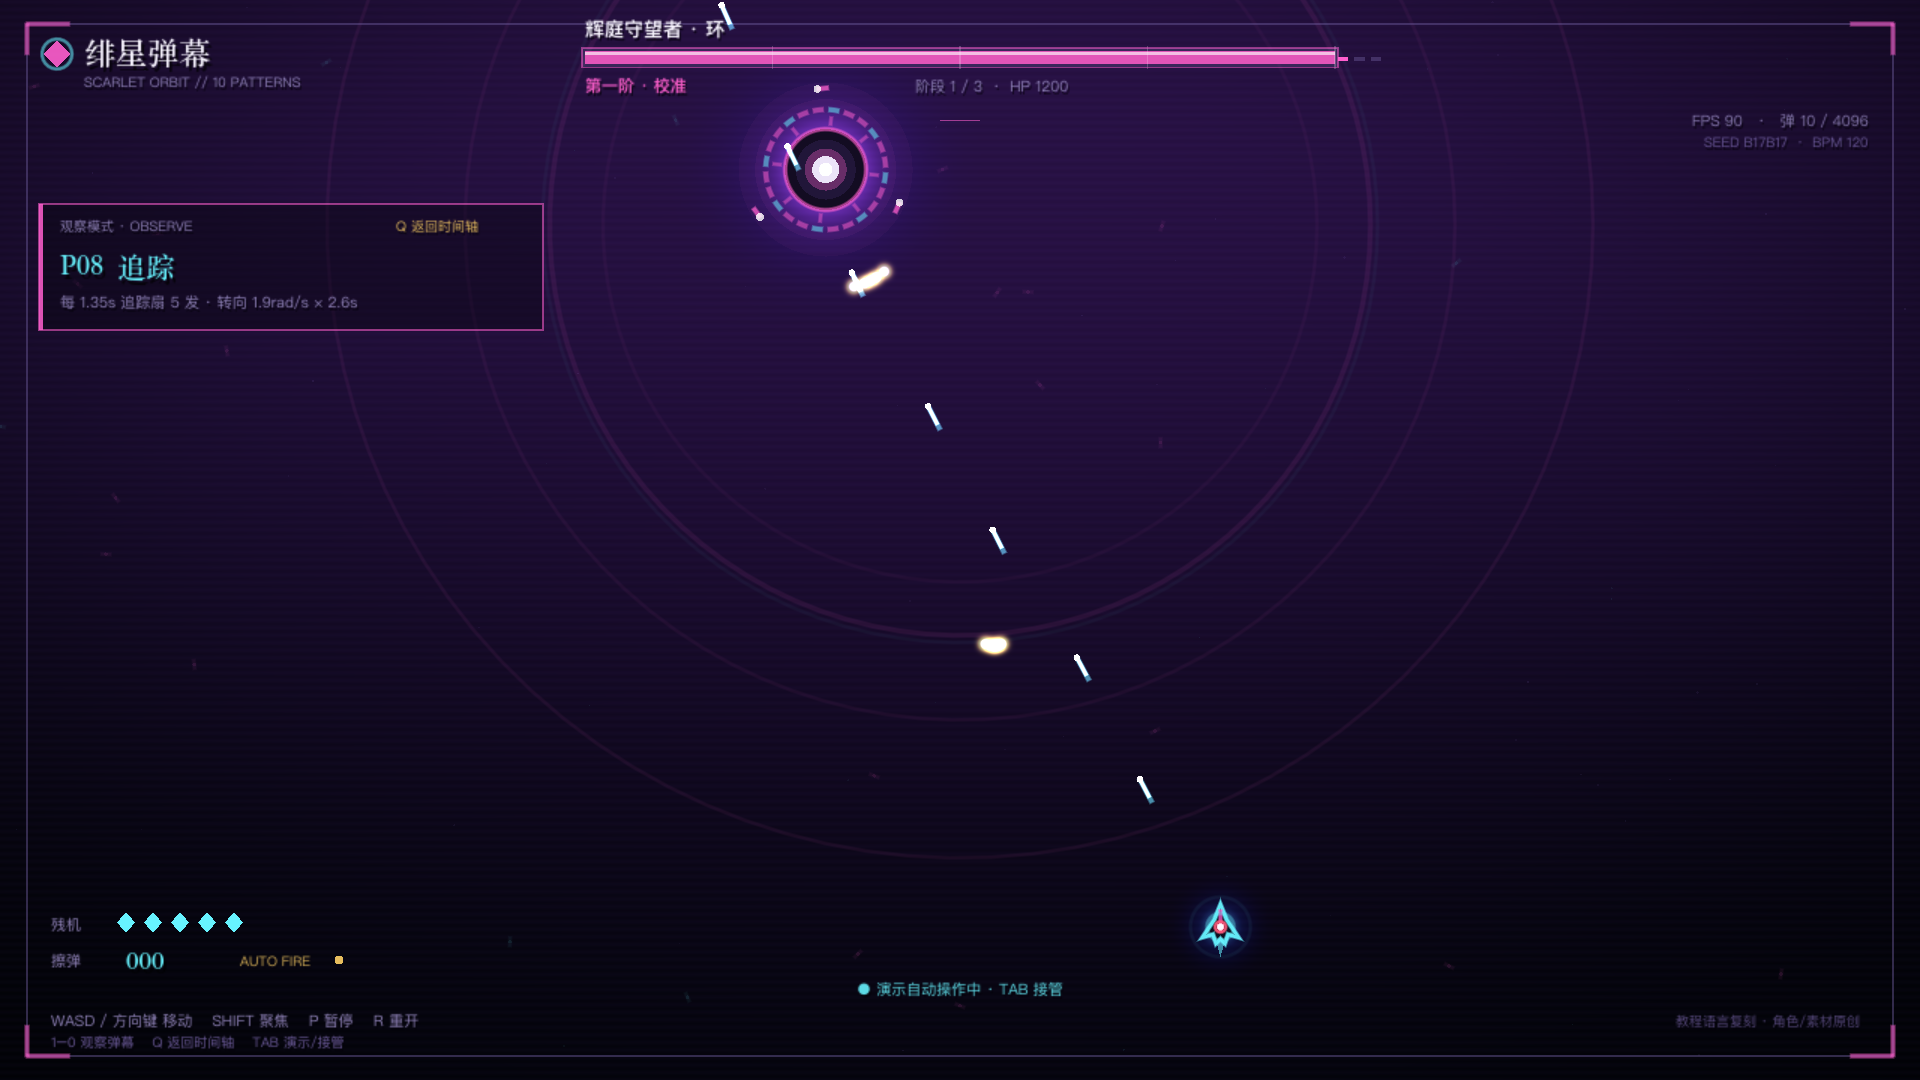 绯星弹幕
SCARLET ORBIT // 10 PATTERNS
辉庭守望者 · 环
第一阶 · 校准
阶段 1 / 3 · HP 1200
FPS 90 · 弹 10 / 4096
SEED B17B17 · BPM 120
观察模式 · OBSERVE
Q 返回时间轴
P08 追踪
每 1.35s 追踪扇 5 发 · 转向 1.9rad/s × 2.6s
残机
擦弹 000 AUTO FIRE
演示自动操作中 · TAB 接管
WASD / 方向键 移动 SHIFT 聚焦 P 暂停 R 重开
1—0 观察弹幕 Q 返回时间轴 TAB 演示/接管
教程语言复刻 · 角色/素材原创